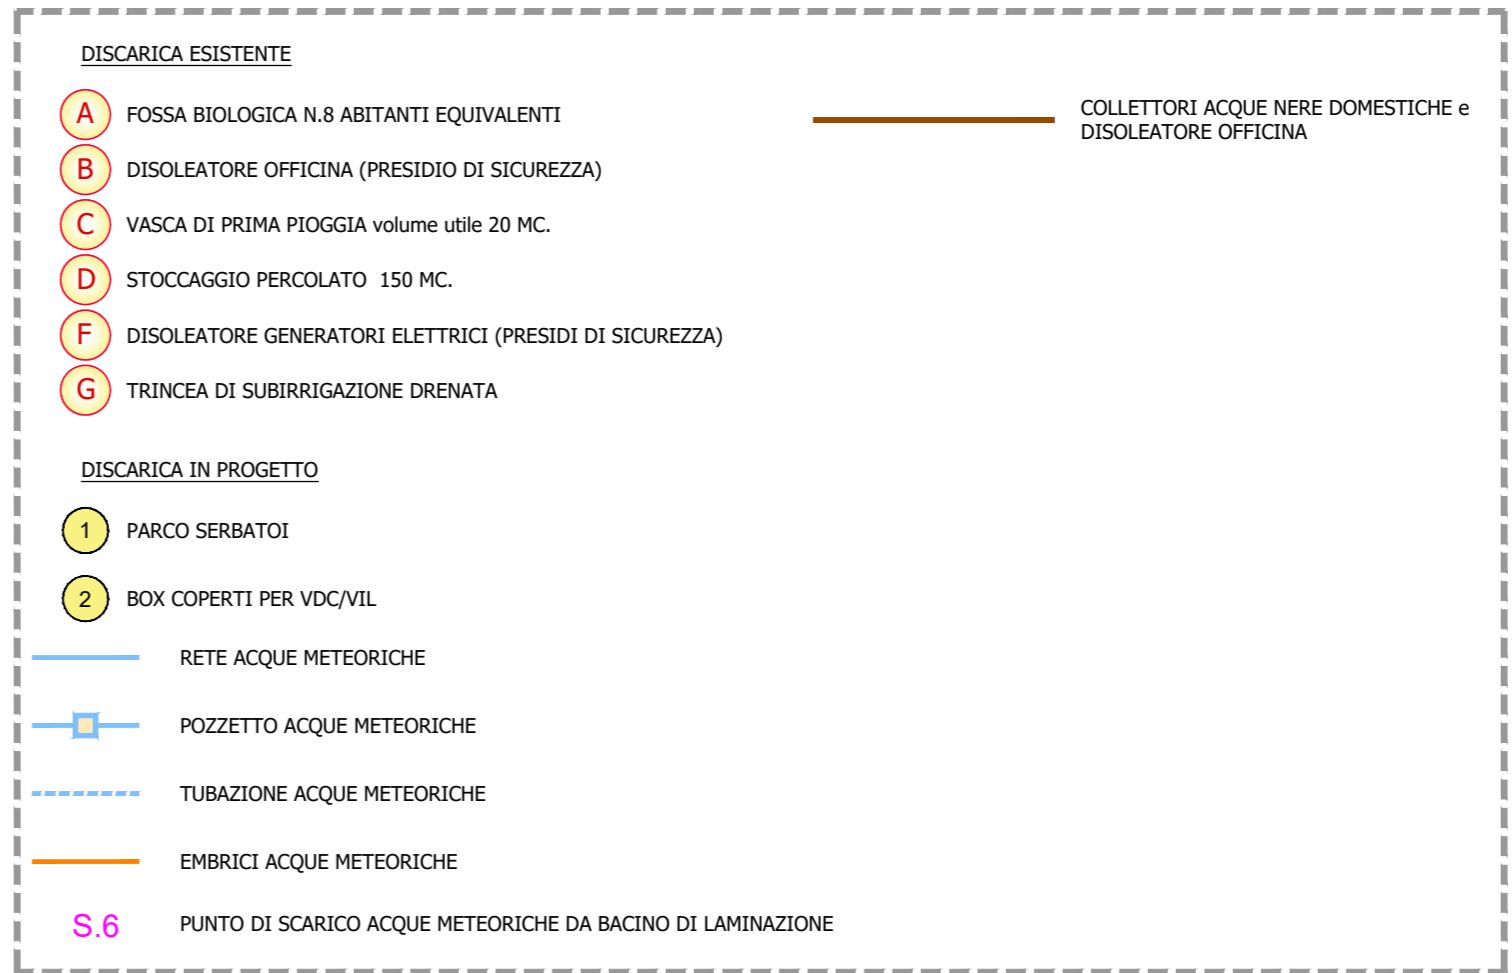 DISCARICA ESISTENTE
A FOSSA BIOLOGICA N.8 ABITANTI EQUIVALENTI
B DISOLEATORE OFFICINA (PRESIDIO DI SICUREZZA)
C VASCA DI PRIMA PIOGGIA volume utile 20 MC.
D STOCCAGGIO PERCOLATO 150 MC.
F DISOLEATORE GENERATORI ELETTRICI (PRESIDI DI SICUREZZA)
G TRINCEA DI SUBIRRIGAZIONE DRENATA
COLLETTORI ACQUE NERE DOMESTICHE e
DISOLEATORE OFFICINA
DISCARICA IN PROGETTO
1 PARCO SERBATOI
2 BOX COPERTI PER VDC/VIL
RETE ACQUE METEORICHE
POZZETTO ACQUE METEORICHE
TUBAZIONE ACQUE METEORICHE
EMBRICI ACQUE METEORICHE
S.6 PUNTO DI SCARICO ACQUE METEORICHE DA BACINO DI LAMINAZIONE